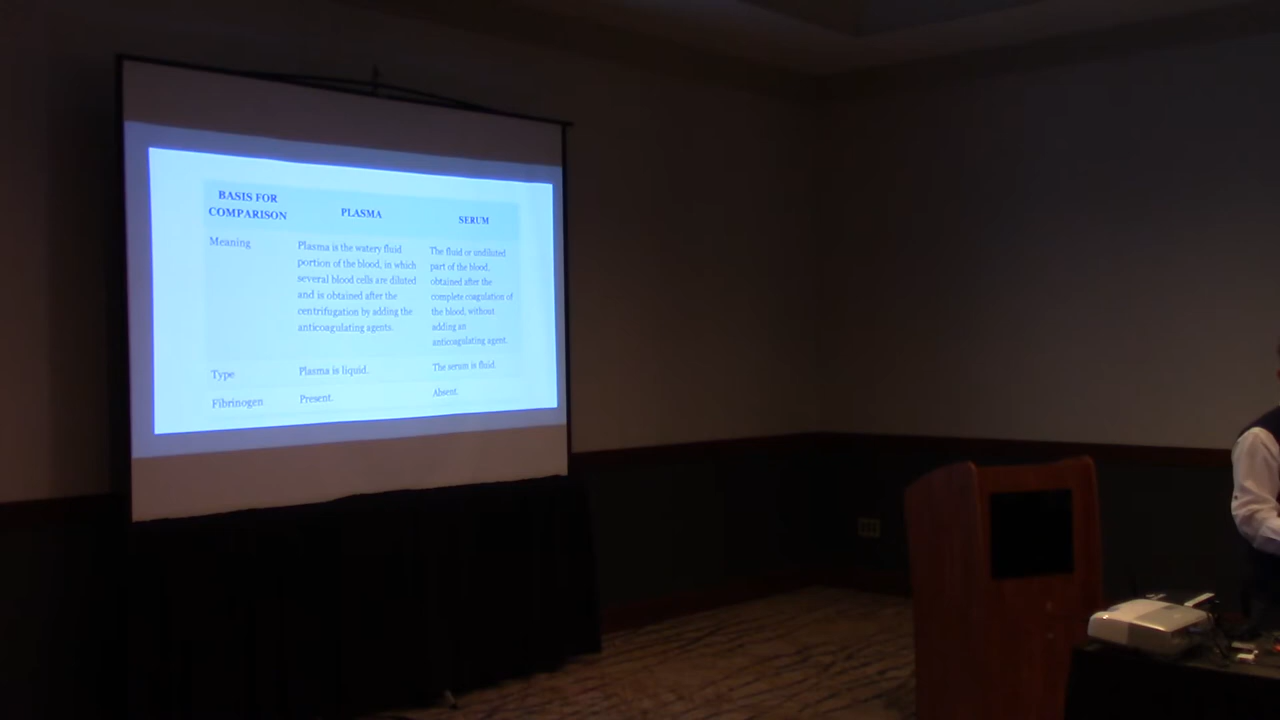 BASIS FOR
COMPARISON
PLASMA
SERUM
Meaning
Plasma is the watery fluid
portion of the blood, in which
several blood cells are diluted
and is obtained after the
centrifugation by adding the
anticoagulating agents.
The fluid or undiluted
part of the blood,
obtained after the
complete coagulation of
the blood, without
adding an
anticoagulating agent.
Type
Plasma is liquid.
The serum is fluid.
Fibrinogen
Present.
Absent.